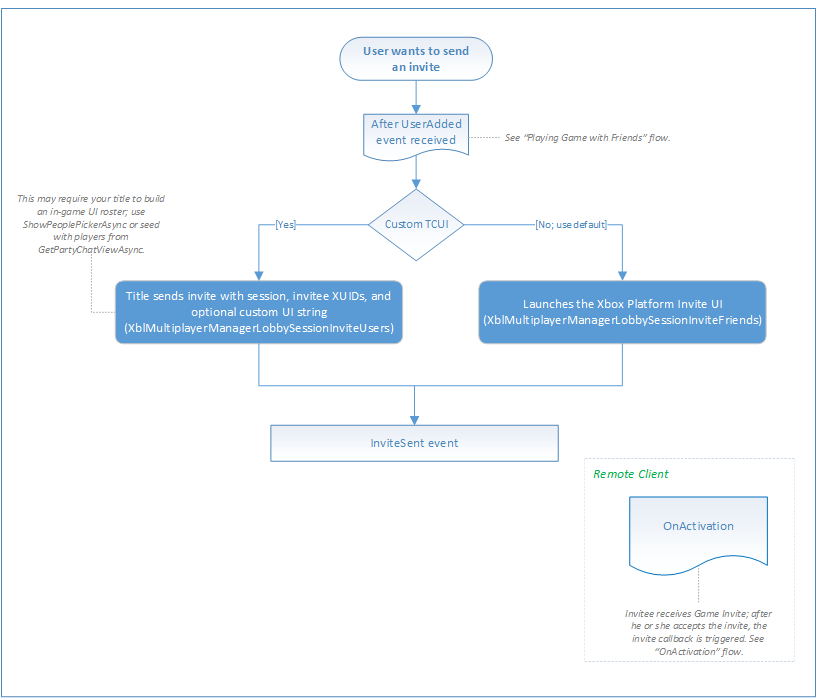 User wants to send
an invite
After UserAdded
event received
See “Playing Game with Friends” flow.
This may require your title to build
an in-game UI roster; use
ShowPeoplePickerAsync or seed
with players from
GetPartyChatViewAsync.
Custom TCUI
[Yes]
[No; use default]
Title sends invite with session, invitee XUIDs, and
optional custom UI string
(XblMultiplayerManagerLobbySessionInviteUsers)
Launches the Xbox Platform Invite UI
(XblMultiplayerManagerLobbySessionInviteFriends)
InviteSent event
Remote Client
OnActivation
Invitee receives Game Invite; after
he or she accepts the invite, the
invite callback is triggered. See
“OnActivation” flow.